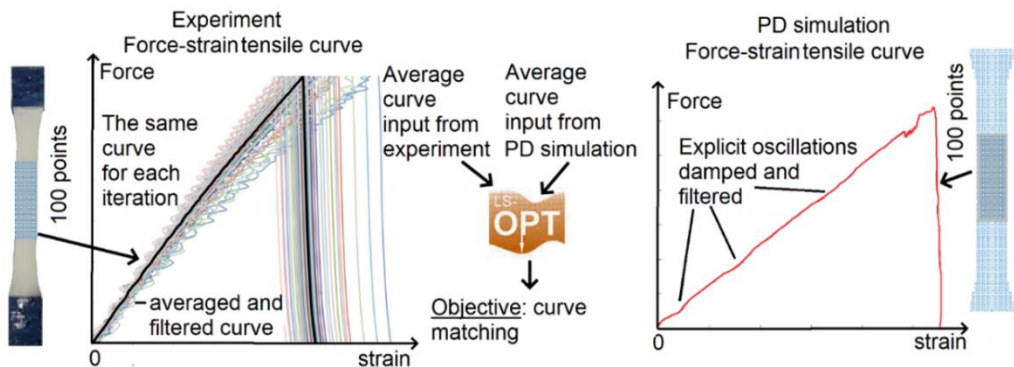 Experiment
Force-strain tensile curve
Force
The same
curve
for each
iteration
100 points
averaged and
filtered curve
0
strain
Average
curve
input from
experiment
Average
curve
input from
PD simulation
LS-
OPT
Objective: curve
matching
PD simulation
Force-strain tensile curve
Force
Explicit oscillations
damped and
filtered
100 points
0
strain